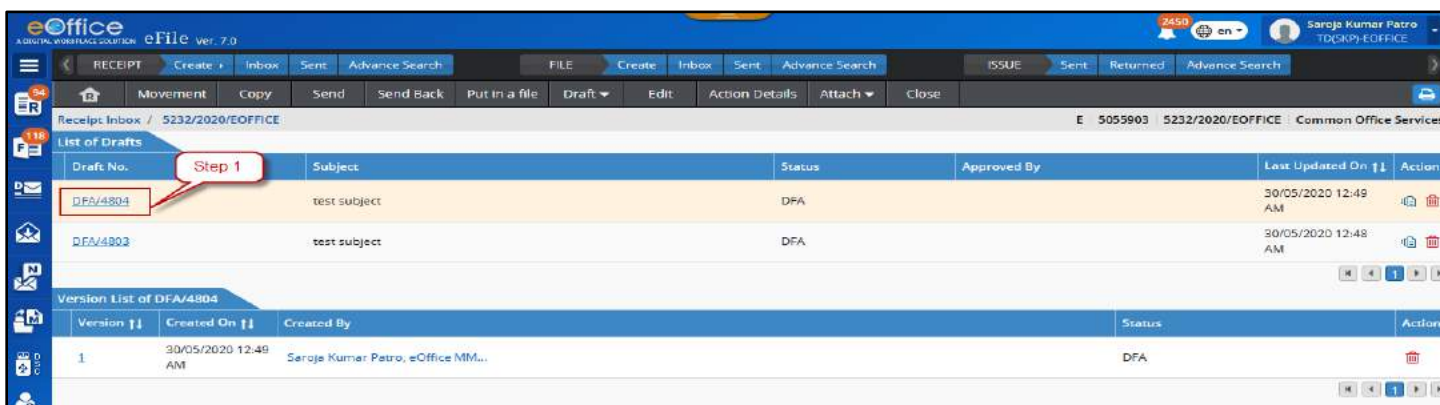 eOffice
A DIGITAL WORKPLACE SOLUTION eFile Ver. 7.0
2450 en
Saroja Kumar Patro
TD(SKP)-EOFFICE
RECEIPT Create Inbox Sent Advance Search FILE Create Inbox Sent Advance Search ISSUE Sent Returned Advance Search
94 R
Movement Copy Send Send Back Put in a file Draft Edit Action Details Attach Close
Receipt Inbox / 5232/2020/EOFFICE E 5055903 5232/2020/EOFFICE Common Office Services
118 F
List of Drafts
Draft No. Subject Status Approved By Last Updated On Action
Step 1
DFA/4804 test subject DFA 30/05/2020 12:49
AM
DFA/4803 test subject DFA 30/05/2020 12:48
AM
1
Version List of DFA/4804
Version Created On Created By Status Action
1 30/05/2020 12:49 Saroja Kumar Patro, eOffice MM... DFA
AM
DSC
1